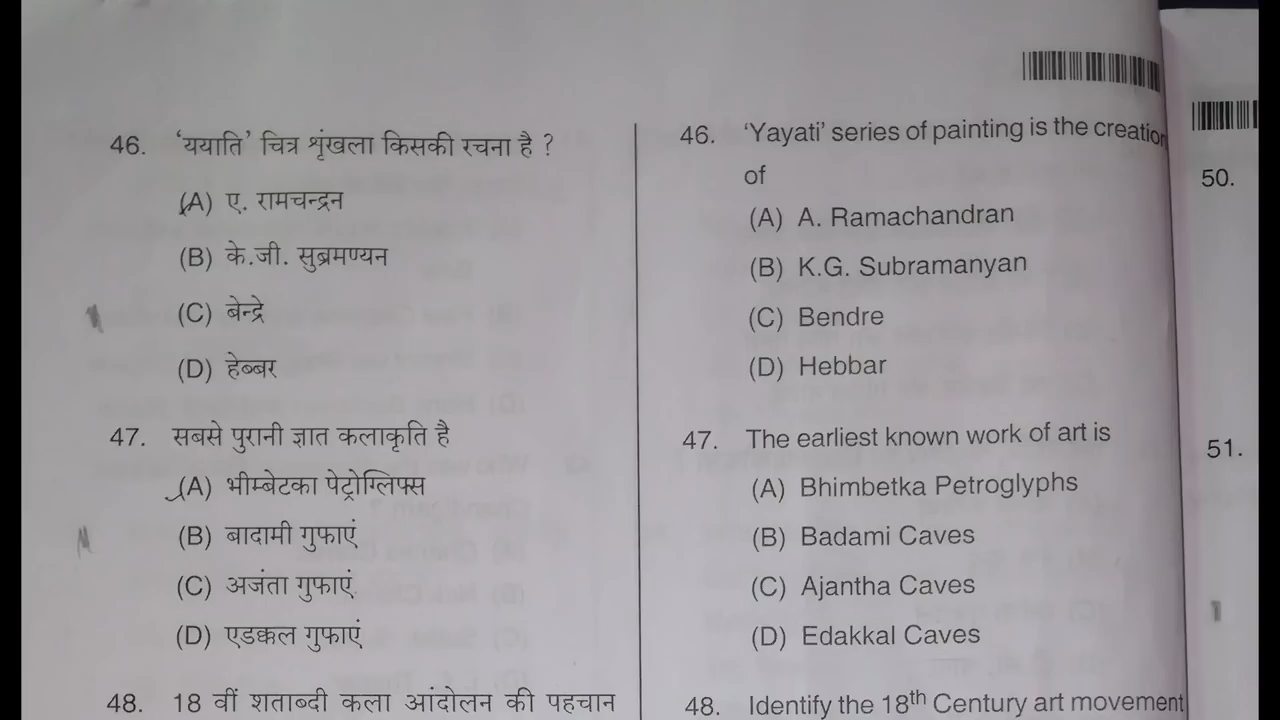 46. ‘ययाति’ चित्र शृंखला किसकी रचना है ?
(A) ए. रामचन्द्रन
(B) के.जी. सुब्रमण्यन
(C) बेन्द्रे
(D) हेब्बर
47. सबसे पुरानी ज्ञात कलाकृति है
(A) भीम्बेटका पेट्रोग्लिफ्स
(B) बादामी गुफाएं
(C) अजंता गुफाएं
(D) एडक्कल गुफाएं
48. 18 वीं शताब्दी कला आंदोलन की पहचान
46. ‘Yayati’ series of painting is the creation
of
(A) A. Ramachandran
(B) K.G. Subramanyan
(C) Bendre
(D) Hebbar
47. The earliest known work of art is
(A) Bhimbetka Petroglyphs
(B) Badami Caves
(C) Ajantha Caves
(D) Edakkal Caves
48. Identify the 18th Century art movement
50.
51.